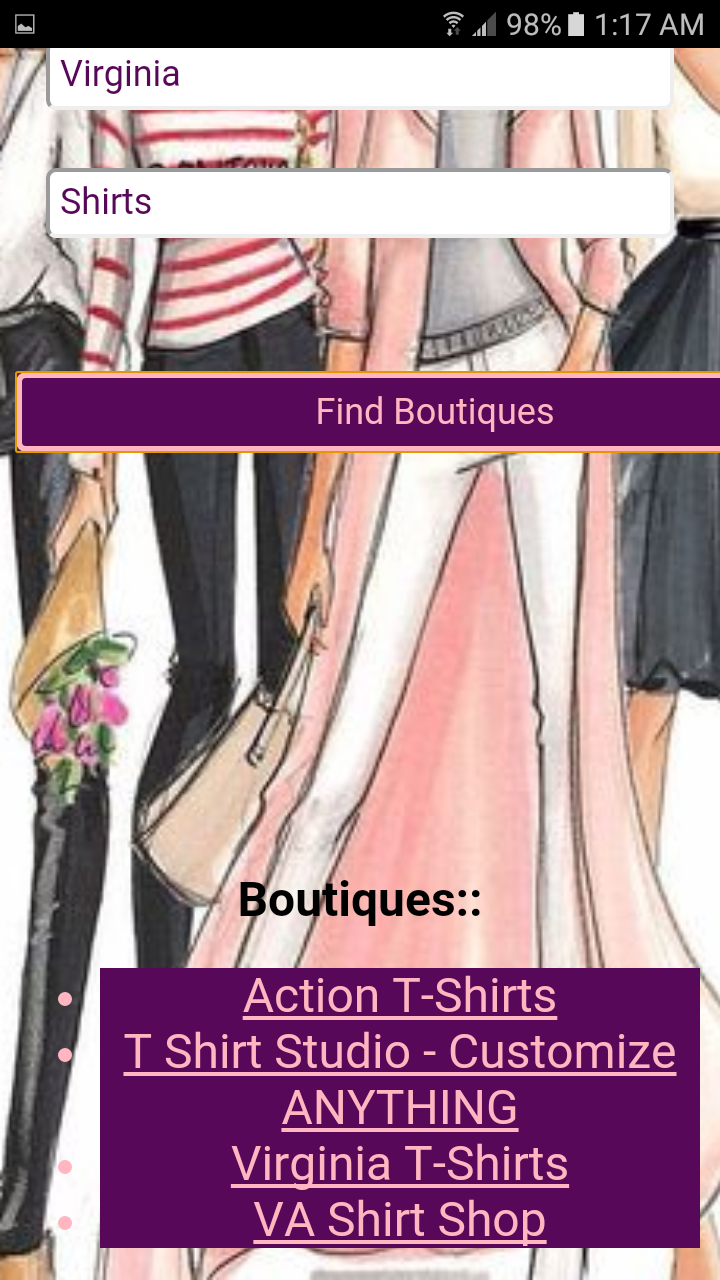 98% 1:17 AM
Virginia
Shirts
Find Boutiques
Boutiques::
Action T-Shirts
T Shirt Studio - Customize
ANYTHING
Virginia T-Shirts
VA Shirt Shop